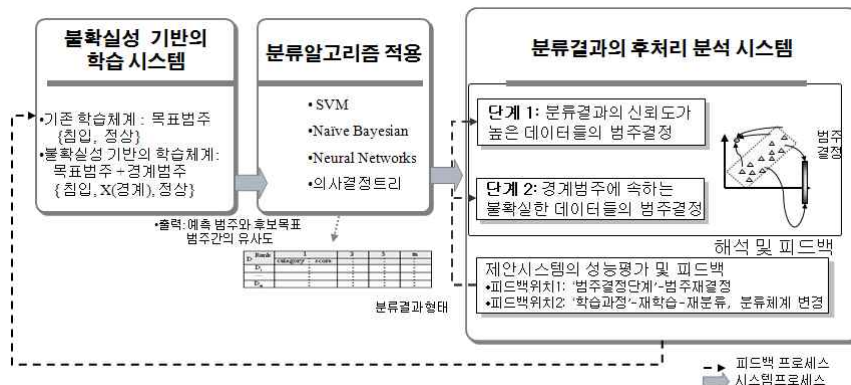 불확실성 기반의
학습 시스템
•기존 학습체계 : 목표범주
{침입, 정상}
•불확실성 기반의 학습체계:
목표범주 +경계범주
{침입, X(경계), 정상}
분류알고리즘 적용
• SVM
• Naïve Bayesian
• Neural Networks
• 의사결정트리
•출력: 예측 범주와 후보목표
범주간의 유사도
D Rank 1 2 3 m
category score
분류결과 형태
분류결과의 후처리 분석 시스템
단계 1: 분류결과의 신뢰도가
높은 데이터들의 범주결정
단계 2: 경계범주에 속하는
불확실한 데이터들의 범주결정
범주
결정
해석 및 피드백
제안시스템의 성능평가 및 피드백
•피드백위치1: '범주결정단계'-범주재결정
•피드백위치2: '학습과정'-재학습-재분류, 분류체계 변경
피드백 프로세스
시스템프로세스